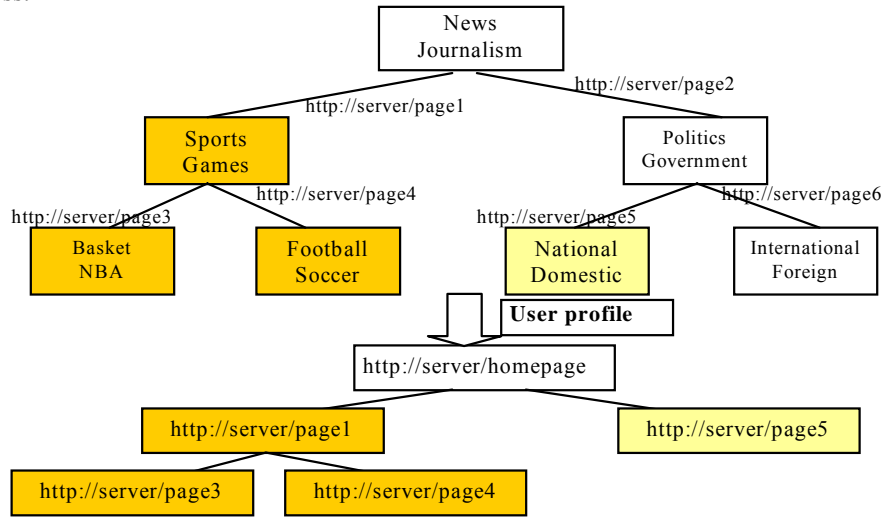 News
Journalism
http://server/page1
http://server/page2
Sports
Games
Politics
Government
http://server/page3
http://server/page4
http://server/page5
http://server/page6
Basket
NBA
Football
Soccer
National
Domestic
International
Foreign
User profile
http://server/homepage
http://server/page1
http://server/page5
http://server/page3
http://server/page4